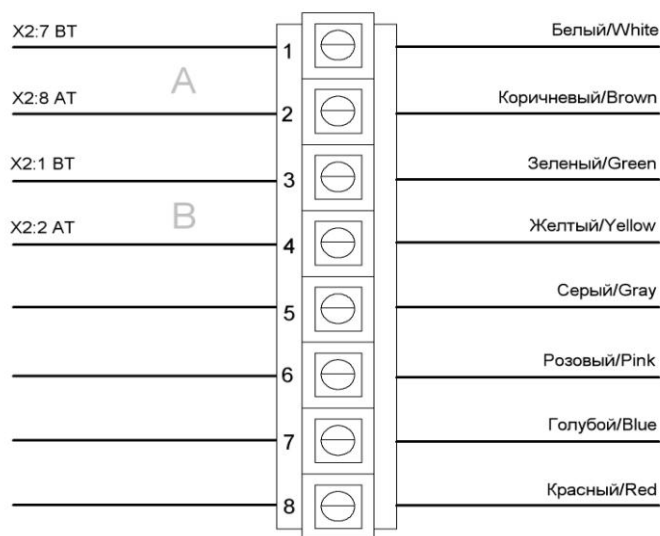 X2:7 BT
1
Белый/White
A
X2:8 AT
2
Коричневый/Brown
X2:1 BT
3
Зеленый/Green
B
X2:2 AT
4
Желтый/Yellow
5
Серый/Gray
6
Розовый/Pink
7
Голубой/Blue
8
Красный/Red